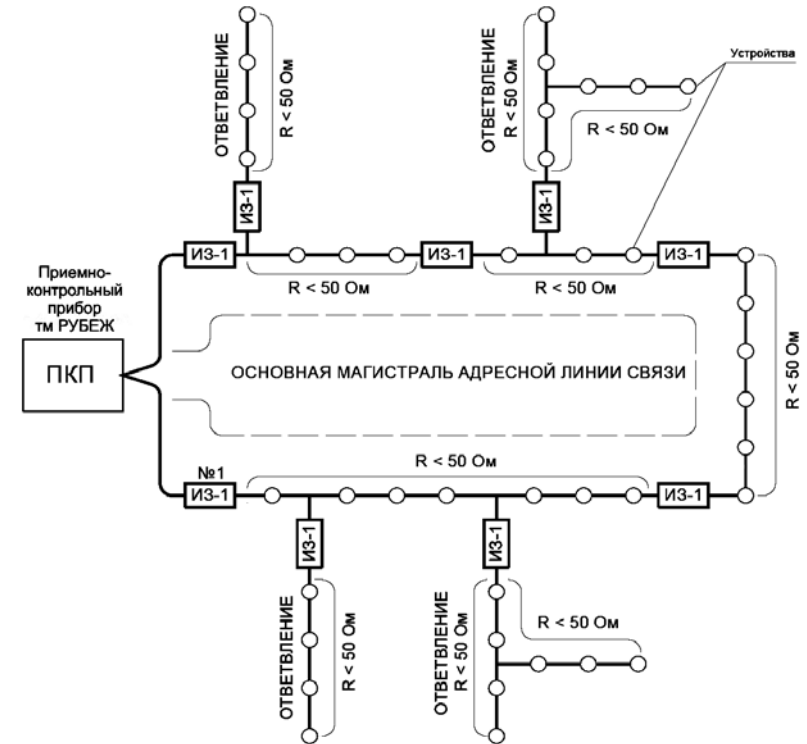 ОТВЕТВЛЕНИЕ
R < 50 Ом
ИЗ-1
ОТВЕТВЛЕНИЕ
R < 50 Ом
R < 50 Ом
ИЗ-1
Устройства
ИЗ-1
ИЗ-1
ИЗ-1
R < 50 Ом
R < 50 Ом
R < 50 Ом
Приемно-
контрольный
прибор
тм РУБЕЖ
ПКП
ОСНОВНАЯ МАГИСТРАЛЬ АДРЕСНОЙ ЛИНИИ СВЯЗИ
№1
ИЗ-1
R < 50 Ом
ИЗ-1
ИЗ-1
ОТВЕТВЛЕНИЕ
R < 50 Ом
ИЗ-1
ОТВЕТВЛЕНИЕ
R < 50 Ом
R < 50 Ом